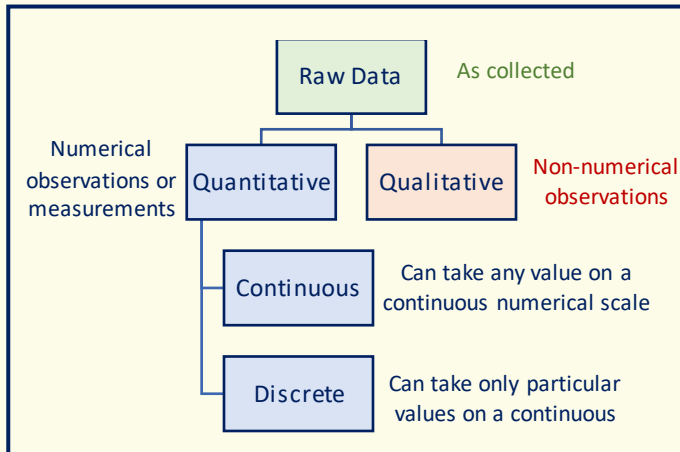 Raw Data
As collected
Numerical
observations or
measurements
Quantitative
Qualitative
Non-numerical
observations
Continuous
Can take any value on a
continuous numerical scale
Discrete
Can take only particular
values on a continuous